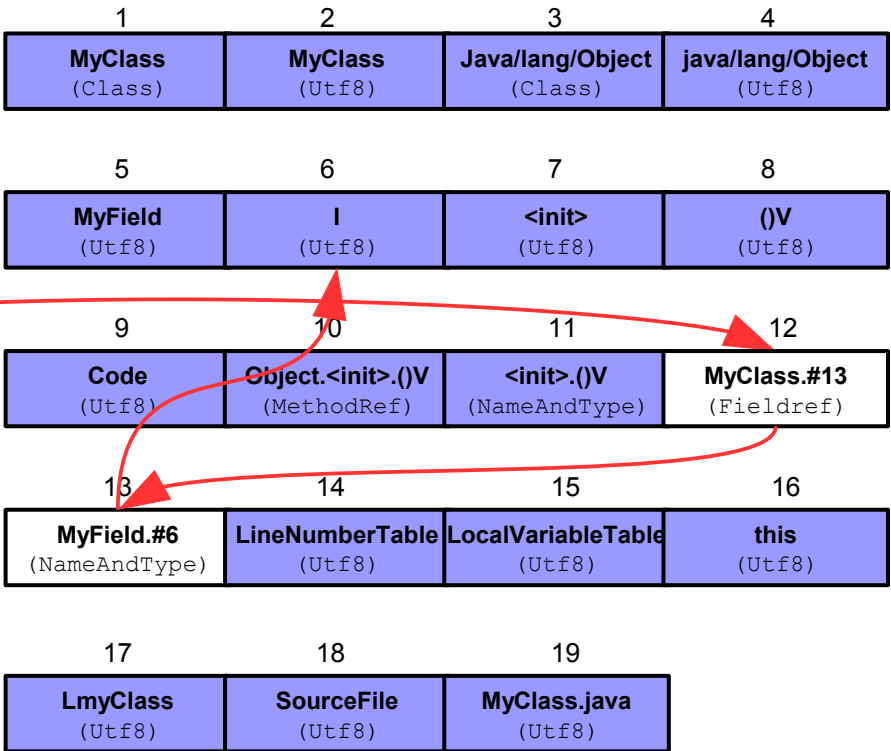 1 2 3 4
MyClass MyClass Java/lang/Object java/lang/Object
(Class) (Utf8) (Class) (Utf8)
5 6 7 8
MyField I <init> ()V
(Utf8) (Utf8) (Utf8) (Utf8)
9 10 11 12
Code Object.<init>.()V <init>.()V MyClass.#13
(Utf8) (MethodRef) (NameAndType) (Fieldref)
13 14 15 16
MyField.#6 LineNumberTable LocalVariableTable this
(NameAndType) (Utf8) (Utf8) (Utf8)
17 18 19
LmyClass SourceFile MyClass.java
(Utf8) (Utf8) (Utf8)